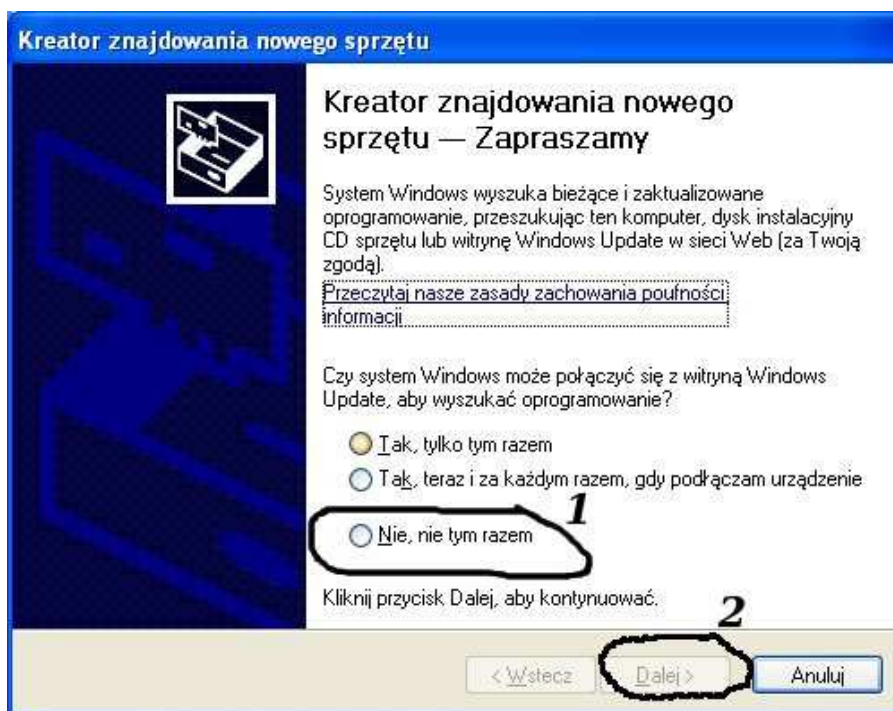 Kreator znajdowania nowego sprzętu
Kreator znajdowania nowego
sprzętu — Zapraszamy
System Windows wyszuka bieżące i zaktualizowane
oprogramowanie, przeszukując ten komputer, dysk instalacyjny
CD sprzętu lub witrynę Windows Update w sieci Web (za Twoją
zgodą).
Przeczytaj nasze zasady zachowania poufności
informacji
Czy system Windows może połączyć się z witryną Windows
Update, aby wyszukać oprogramowanie?
Tak, tylko tym razem
Tak, teraz i za każdym razem, gdy podłączam urządzenie
1
Nie, nie tym razem
Kliknij przycisk Dalej, aby kontynuować.
2
< Wstecz Dalej > Anuluj